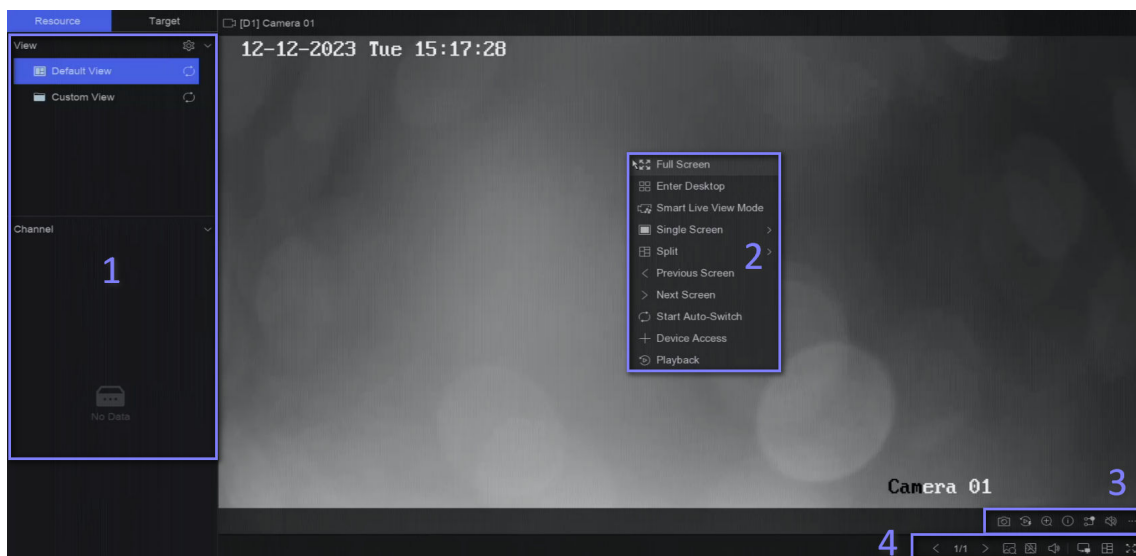 Resource
Target
[D1] Camera 01
View
12-12-2023 Tue 15:17:28
Default View
Custom View
Full Screen
Enter Desktop
Smart Live View Mode
Single Screen
Split
2
Previous Screen
Next Screen
Start Auto-Switch
Device Access
Playback
Channel
1
No Data
Camera 01
3
4
1/1